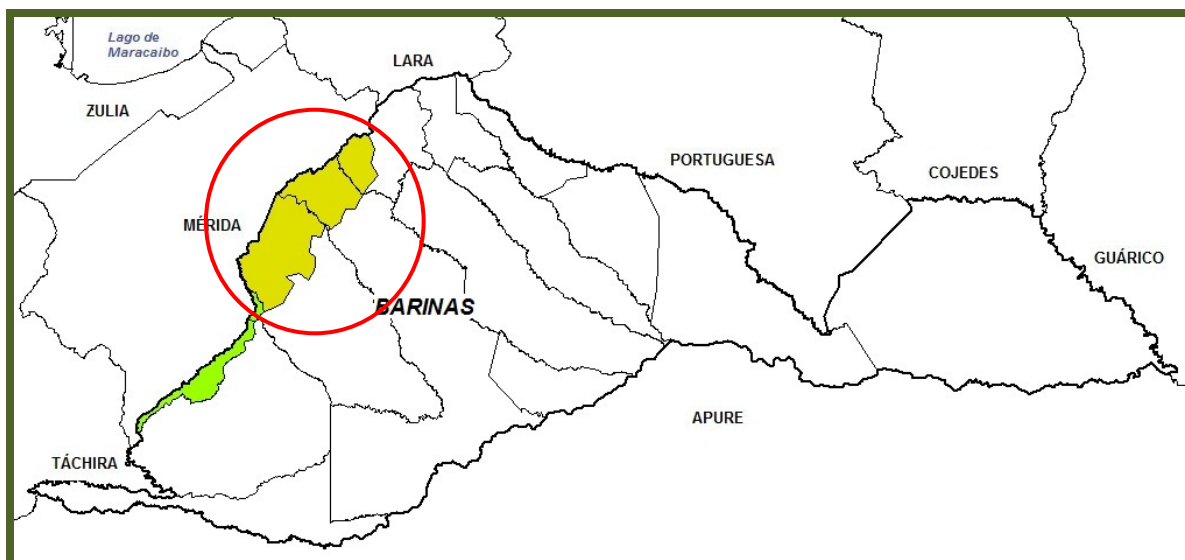 Lago de
Maracaibo
LARA
ZULIA
PORTUGUESA
COJEDES
MÉRIDA
GUÁRICO
BARINAS
APURE
TÁCHIRA